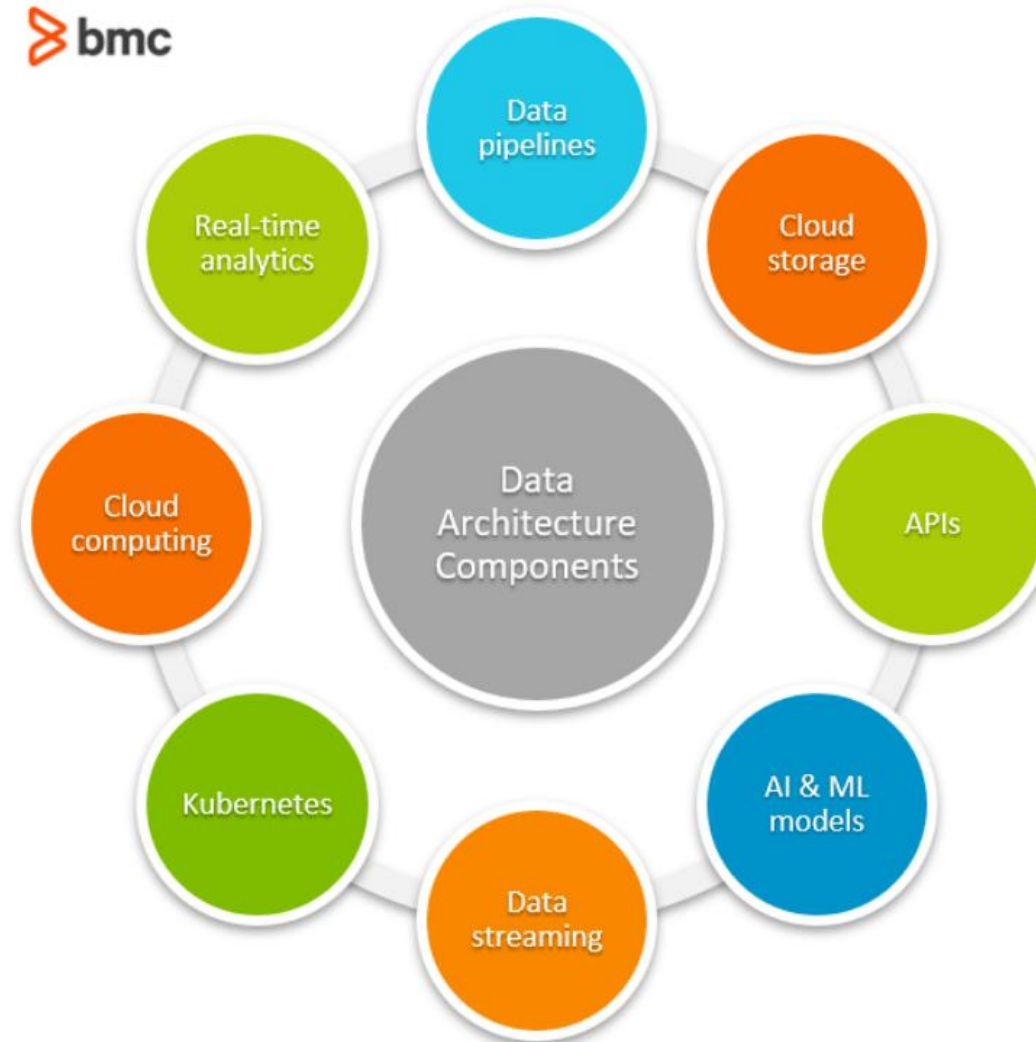 bmc
Data
pipelines
Cloud
storage
APIs
AI & ML
models
Data
streaming
Kubernetes
Cloud
computing
Real-time
analytics
Data
Architecture
Components